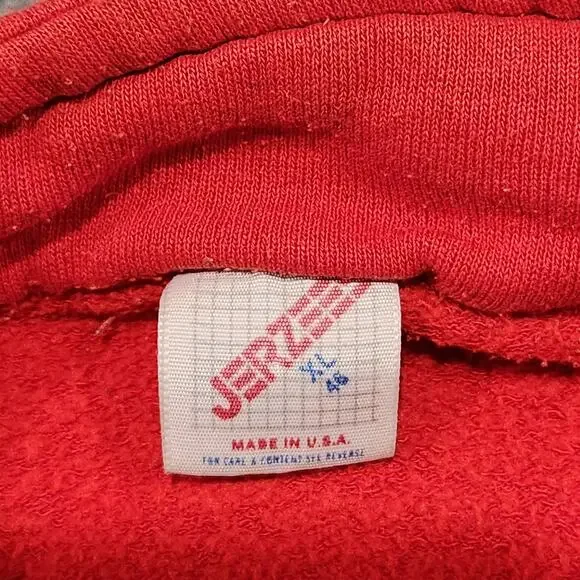 JERZEES
XL
46
MADE IN U.S.A.
FOR CARE & CONTENT SEE REVERSE